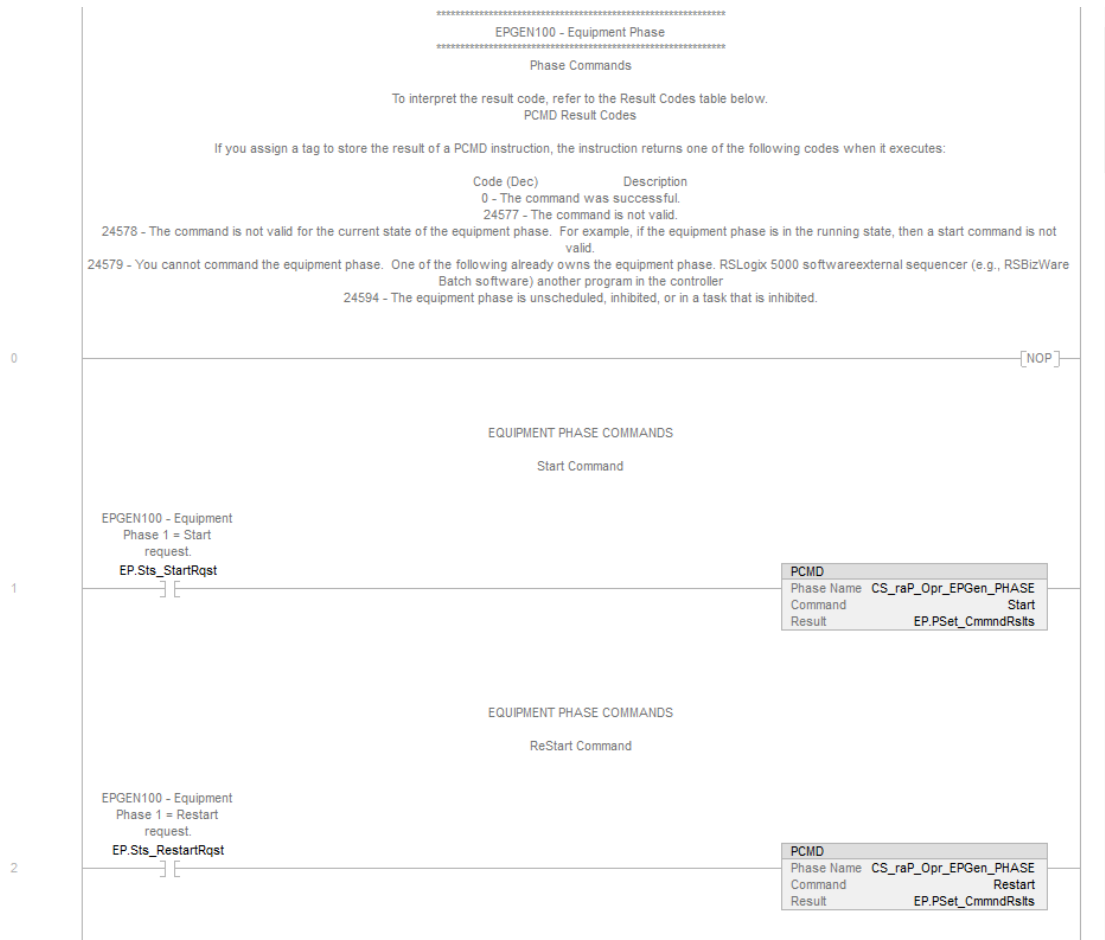 ************************************************************
EPGEN100 - Equipment Phase
************************************************************
Phase Commands
To interpret the result code, refer to the Result Codes table below.
PCMD Result Codes
If you assign a tag to store the result of a PCMD instruction, the instruction returns one of the following codes when it executes:
Code (Dec) Description
0 - The command was successful.
24577 - The command is not valid.
24578 - The command is not valid for the current state of the equipment phase. For example, if the equipment phase is in the running state, then a start command is not
valid.
24579 - You cannot command the equipment phase. One of the following already owns the equipment phase. RSLogix 5000 softwareexternal sequencer (e.g., RSBizWare
Batch software) another program in the controller
24594 - The equipment phase is unscheduled, inhibited, or in a task that is inhibited.
0
NOP
EQUIPMENT PHASE COMMANDS
Start Command
EPGEN100 - Equipment
Phase 1 = Start
request.
EP.Sts_StartRqst
1
PCMD
Phase Name CS_raP_Opr_EPGen_PHASE
Command Start
Result EP.PSet_CmmndRslts
EQUIPMENT PHASE COMMANDS
ReStart Command
EPGEN100 - Equipment
Phase 1 = Restart
request.
EP.Sts_RestartRqst
2
PCMD
Phase Name CS_raP_Opr_EPGen_PHASE
Command Restart
Result EP.PSet_CmmndRslts